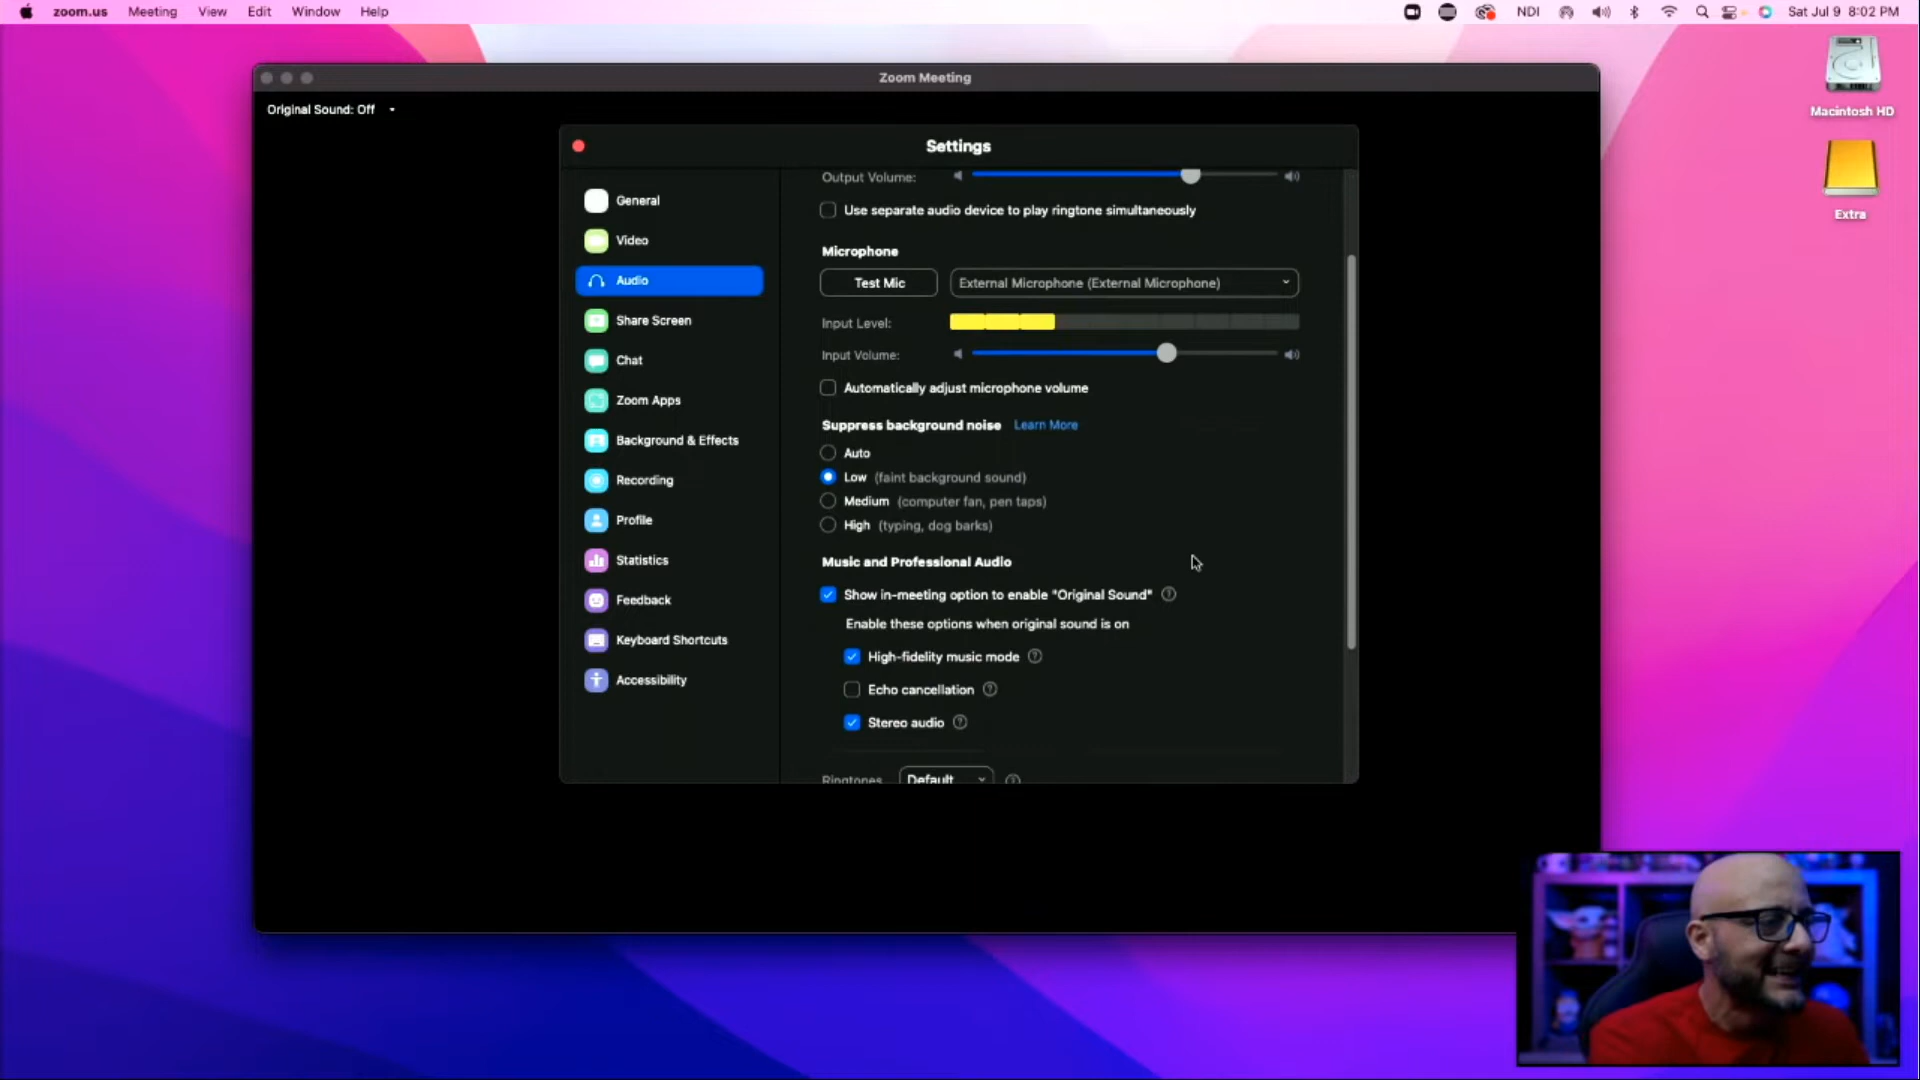 zoom.us Meeting View Edit Window Help NDI Sat Jul 9 8:02 PM
Macintosh HD
Extra
Zoom Meeting
Original Sound: Off
Settings
General
Video
Audio
Share Screen
Chat
Zoom Apps
Background & Effects
Recording
Profile
Statistics
Feedback
Keyboard Shortcuts
Accessibility
Output Volume:
Use separate audio device to play ringtone simultaneously
Microphone
Test Mic External Microphone (External Microphone)
Input Level:
Input Volume:
Automatically adjust microphone volume
Suppress background noise Learn More
Auto
Low (faint background sound)
Medium (computer fan, pen taps)
High (typing, dog barks)
Music and Professional Audio
Show in-meeting option to enable "Original Sound" ?
Enable these options when original sound is on
High-fidelity music mode ?
Echo cancellation ?
Stereo audio ?
Ringtones Default ?